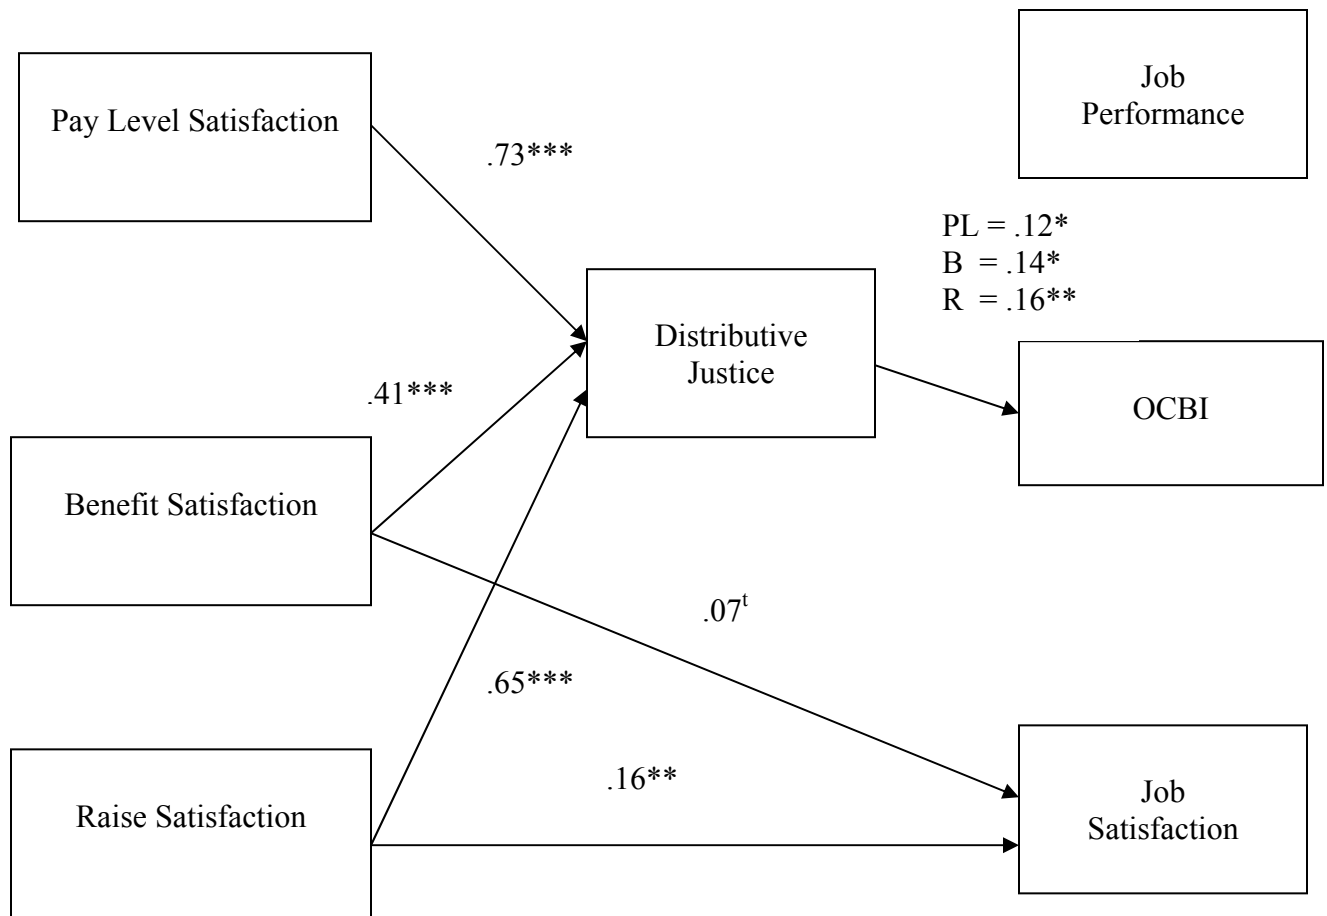 Job
Performance
Pay Level Satisfaction
.73***
PL = .12*
B = .14*
R = .16**
Distributive
Justice
.41***
OCBI
Benefit Satisfaction
.07ᵗ
.65***
.16**
Job
Satisfaction
Raise Satisfaction